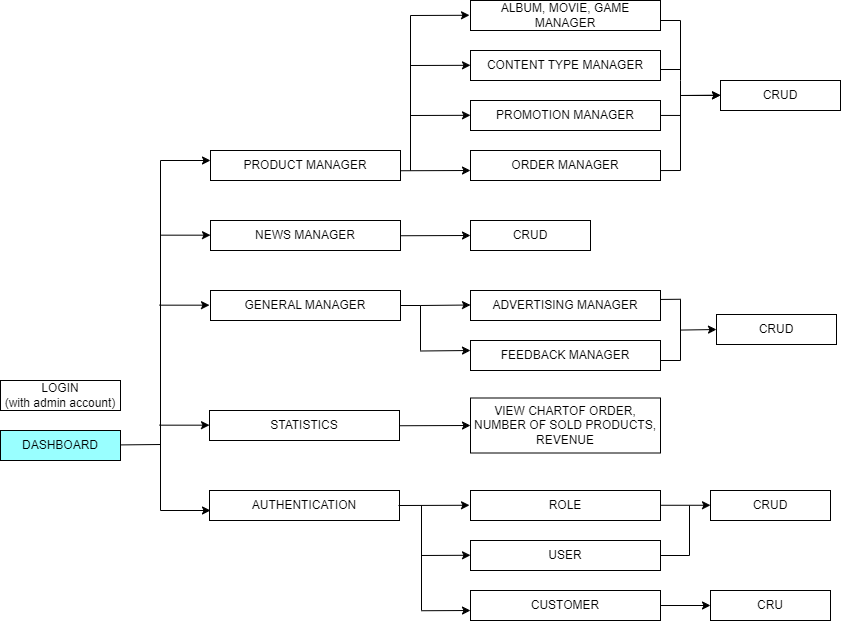 ALBUM, MOVIE, GAME
MANAGER
CONTENT TYPE MANAGER
CRUD
PROMOTION MANAGER
PRODUCT MANAGER
ORDER MANAGER
NEWS MANAGER
CRUD
GENERAL MANAGER
ADVERTISING MANAGER
CRUD
FEEDBACK MANAGER
LOGIN
(with admin account)
DASHBOARD
STATISTICS
VIEW CHARTOF ORDER,
NUMBER OF SOLD PRODUCTS,
REVENUE
AUTHENTICATION
ROLE
CRUD
USER
CUSTOMER
CRU